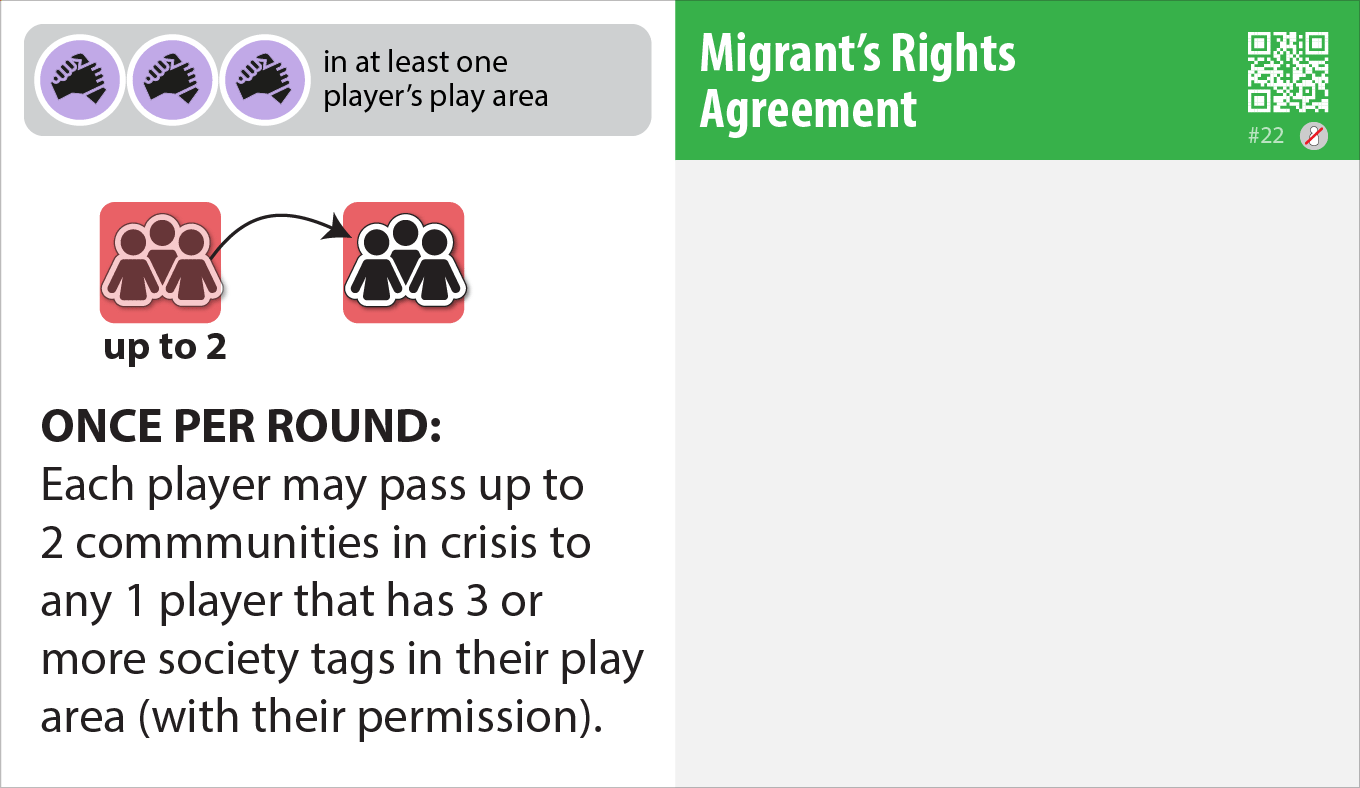 in at least one
player’s play area
up to 2
ONCE PER ROUND:
Each player may pass up to
2 commmunities in crisis to
any 1 player that has 3 or
more society tags in their play
area (with their permission).
Migrant’s Rights
Agreement
#22